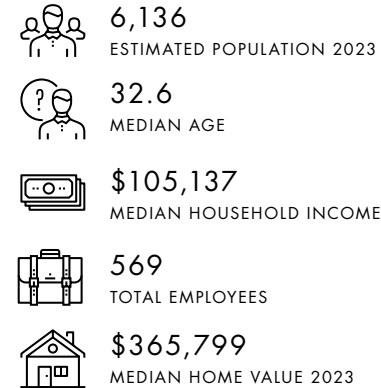 6,136
ESTIMATED POPULATION 2023
?
32.6
MEDIAN AGE
$105,137
MEDIAN HOUSEHOLD INCOME
569
TOTAL EMPLOYEES
$365,799
MEDIAN HOME VALUE 2023